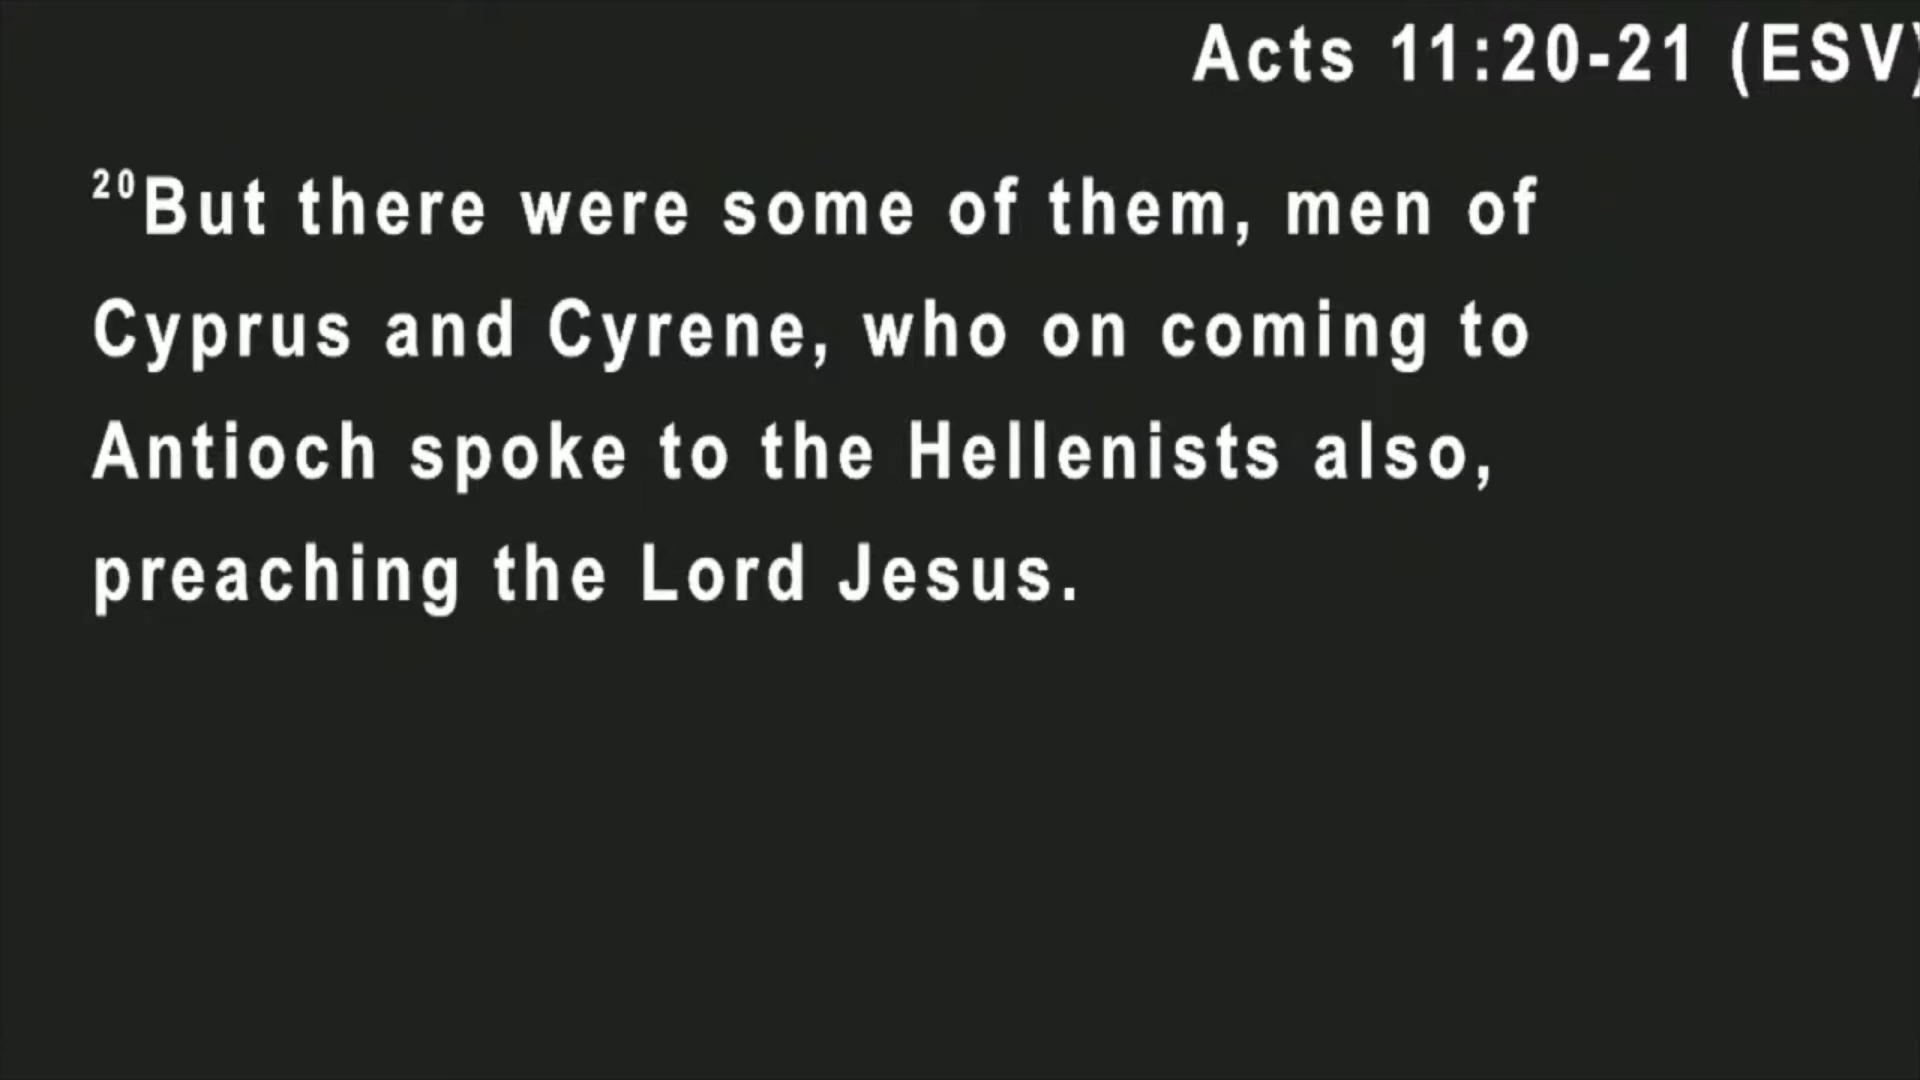 Acts 11:20-21 (ESV)
20But there were some of them, men of
Cyprus and Cyrene, who on coming to
Antioch spoke to the Hellenists also,
preaching the Lord Jesus.